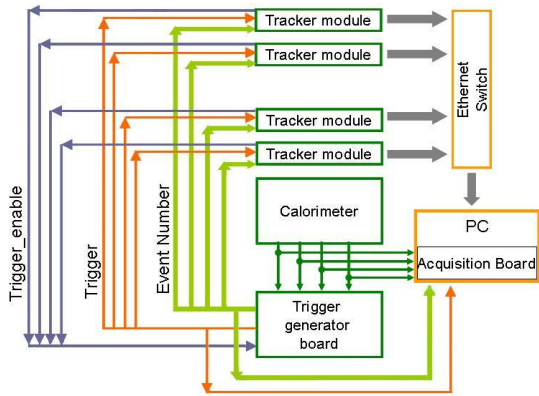 Tracker module
Tracker module
Tracker module
Tracker module
Ethernet
Switch
Trigger_enable
Trigger
Event Number
Calorimeter
PC
Acquisition Board
Trigger
generator
board